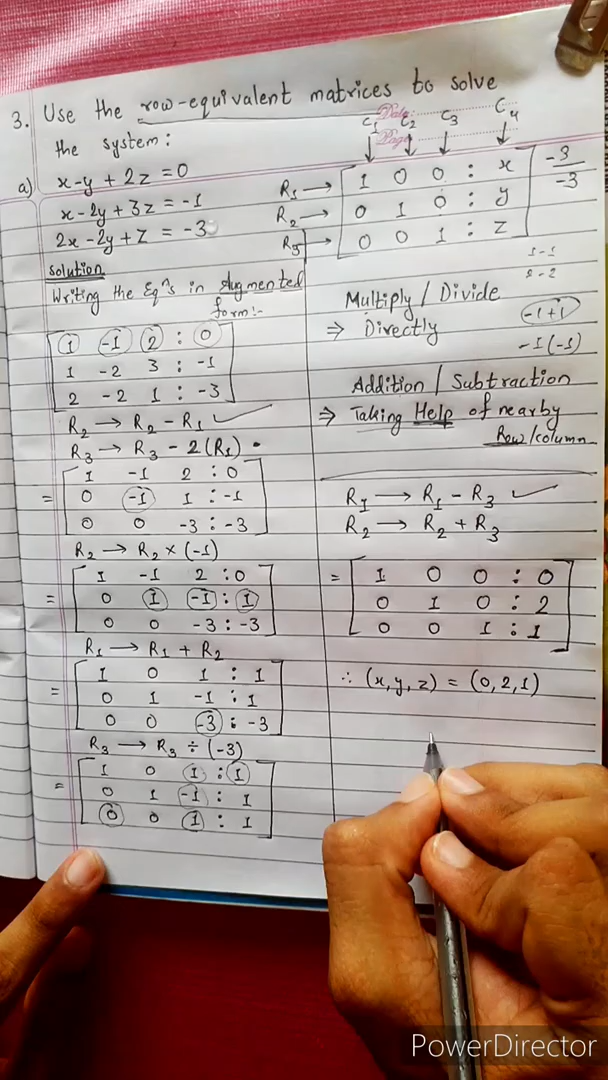 3. Use the row-equivalent matrices to solve
the system:
a) x-y + 2z = 0
x - 2y + 3z = -1
2x - 2y + z = -3
Solution
Writing the Eqⁿs in Augmented
form:-
1 -1 2 : 0
1 -2 3 : -1
2 -2 1 : -3
R₂ → R₂ - R₁ ✓
R₃ → R₃ - 2(R₁) •
1 -1 2 : 0
= 0 -1 1 : -1
0 0 -3 : -3
R₂ → R₂ × (-1)
1 -1 2 : 0
= 0 1 -1 : 1
0 0 -3 : -3
R₁ → R₁ + R₂
1 0 1 : 1
= 0 1 -1 : 1
0 0 -3 : -3
R₃ → R₃ ÷ (-3)
1 0 1 : 1
= 0 1 -1 : 1
0 0 1 : 1
Date
Page
C₁ C₂ C₃ C₄
R₁ → 1 0 0 : x
R₂ → 0 1 0 : y
R₃ → 0 0 1 : z
-3
-3
1-1
2-2
-1+1
-1(-1)
Multiply / Divide
⇒ Directly
Addition / Subtraction
⇒ Taking Help of nearby
Row/column
R₁ → R₁ - R₃ ✓
R₂ → R₂ + R₃
1 0 0 : 0
= 0 1 0 : 2
0 0 1 : 1
∴ (x, y, z) = (0, 2, 1)
PowerDirector